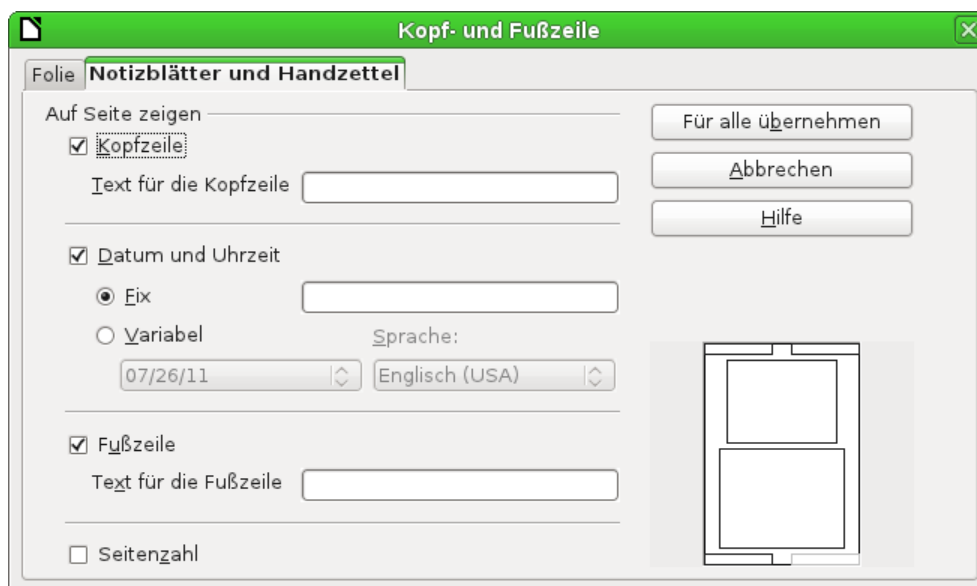 Kopf- und Fußzeile
Folie Notizblätter und Handzettel
Auf Seite zeigen
Kopfzeile
Text für die Kopfzeile
Datum und Uhrzeit
Fix
Variabel
Sprache:
07/26/11
Englisch (USA)
Fußzeile
Text für die Fußzeile
Seitenzahl
Für alle übernehmen
Abbrechen
Hilfe